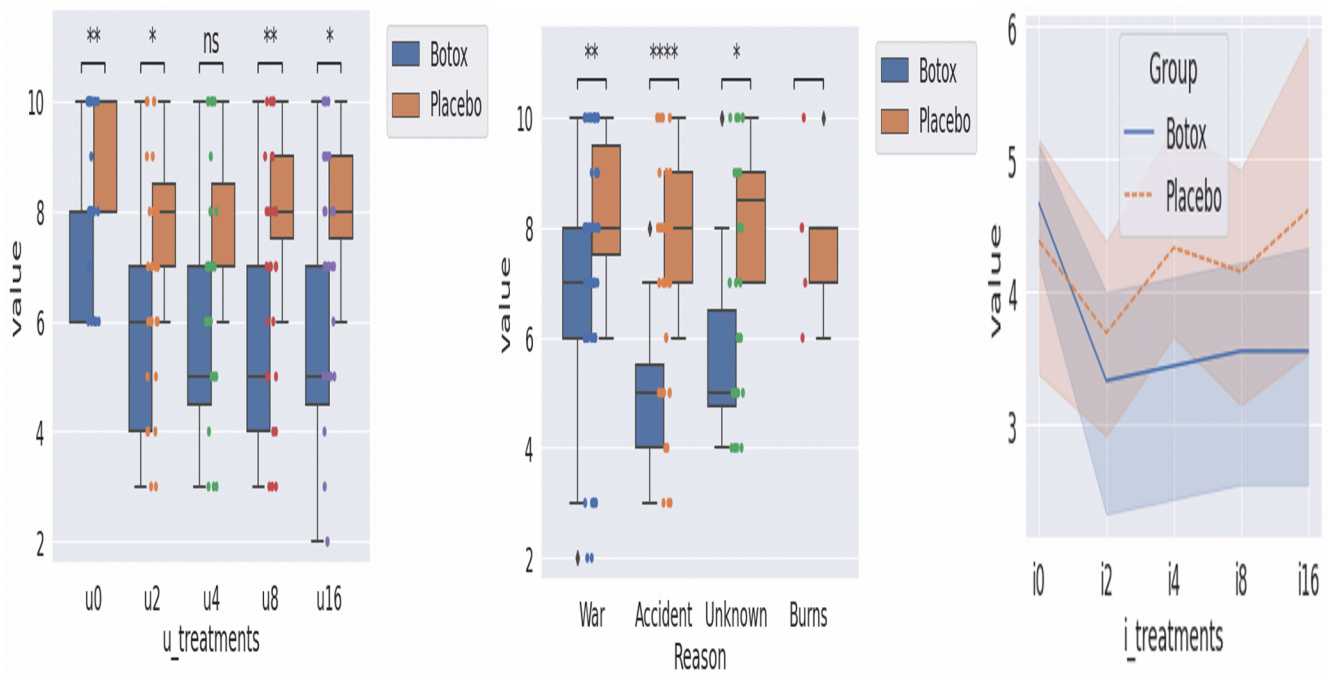 ** * ns ** *
Botox
Placebo
value
10
8
6
4
2
u0 u2 u4 u8 u16
u_treatments
** **** *
Botox
Placebo
value
10
8
6
4
2
War Accident Unknown Burns
Reason
Group
Botox
Placebo
value
6
5
4
3
i0 i2 i4 i8 i16
i_treatments